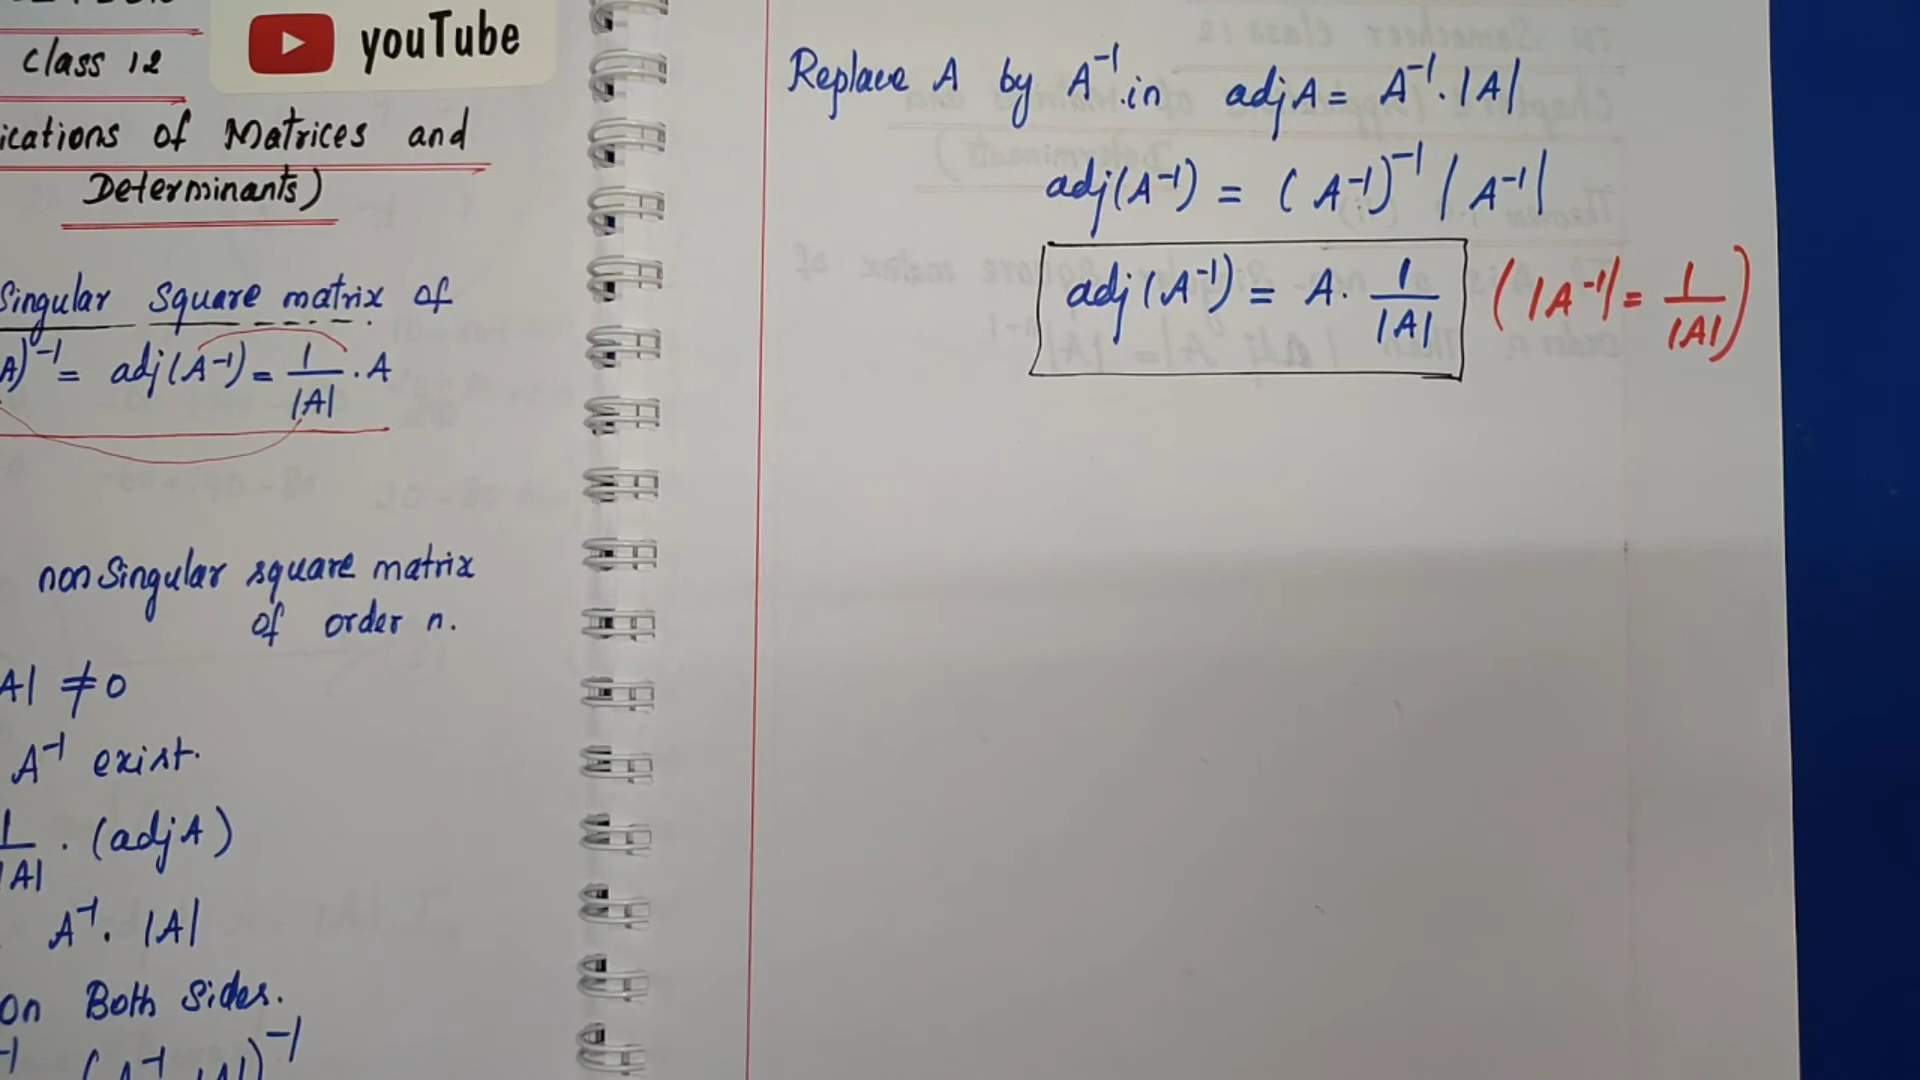 class 12
youTube
ications of Matrices and
Determinants)
Singular Square matrix of
A)⁻¹ = adj(A⁻¹) = 1/|A| . A
non Singular square matrix
of order n.
A| ≠ 0
A⁻¹ exist.
1/|A| . (adj A)
A⁻¹. |A|
on Both Sides.
Replace A by A⁻¹ in adj A = A⁻¹. |A|
adj(A⁻¹) = (A⁻¹)⁻¹ |A⁻¹|
adj(A⁻¹) = A. 1/|A| (|A⁻¹| = 1/|A|)